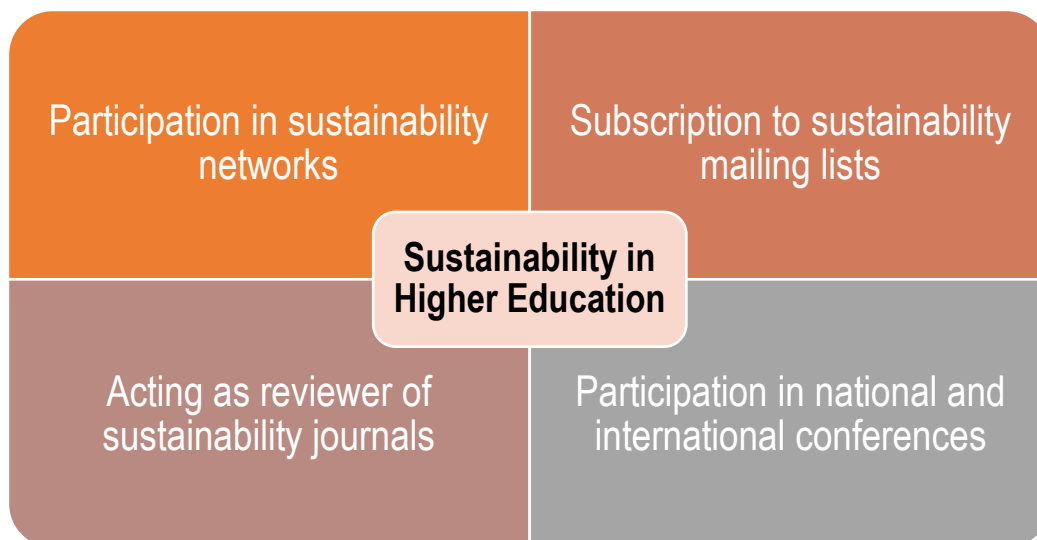 Participation in sustainability
networks
Subscription to sustainability
mailing lists
Sustainability in
Higher Education
Acting as reviewer of
sustainability journals
Participation in national and
international conferences